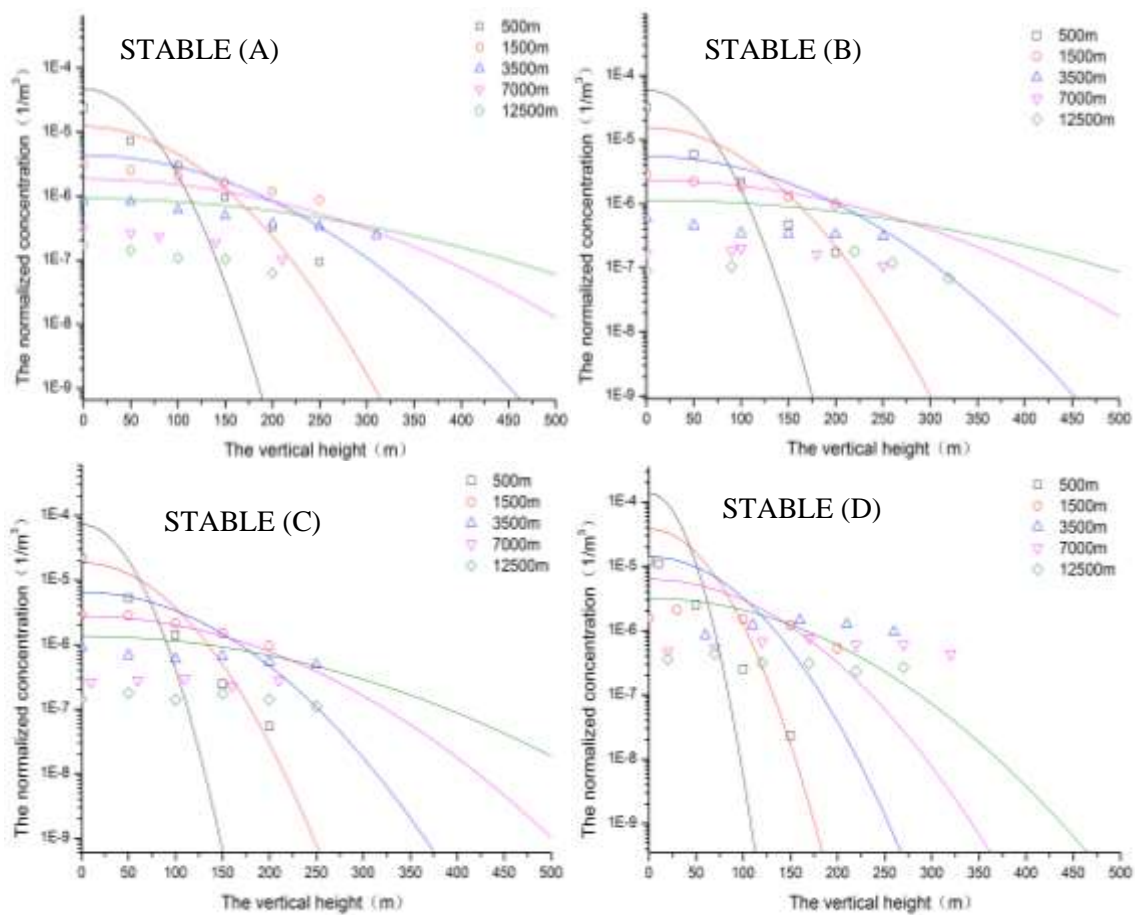 STABLE (A)
500m
1500m
3500m
7000m
12500m
The normalized concentration（1/m³）
1E-4
1E-5
1E-6
1E-7
1E-8
1E-9
0 50 100 150 200 250 300 350 400 450 500
The vertical height（m）
STABLE (B)
500m
1500m
3500m
7000m
12500m
The normalized concentration（1/m³）
1E-4
1E-5
1E-6
1E-7
1E-8
1E-9
0 50 100 150 200 250 300 350 400 450 500
The vertical height（m）
STABLE (C)
500m
1500m
3500m
7000m
12500m
The normalized concentration（1/m³）
1E-4
1E-5
1E-6
1E-7
1E-8
1E-9
0 50 100 150 200 250 300 350 400 450 500
The vertical height（m）
STABLE (D)
500m
1500m
3500m
7000m
12500m
The normalized concentration（1/m³）
1E-4
1E-5
1E-6
1E-7
1E-8
1E-9
0 50 100 150 200 250 300 350 400 450 500
The vertical height（m）